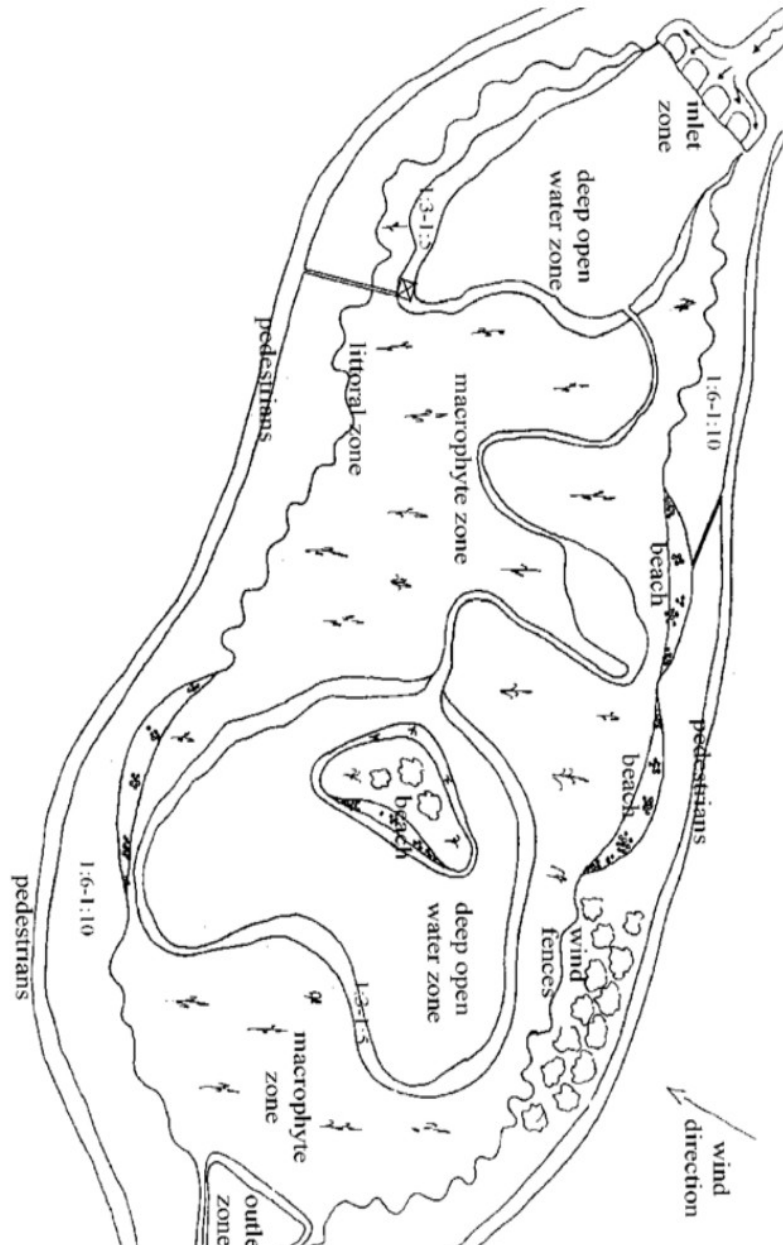 inlet
zone
deep open
water zone
1:3-1:5
pedestrians
littoral zone
macrophyte zone
1:6-1:10
beach
pedestrians
beach
beach
deep open
water zone
1:3-1:5
wind
fences
1:6-1:10
pedestrians
macrophyte
zone
wind
direction
outle
zone